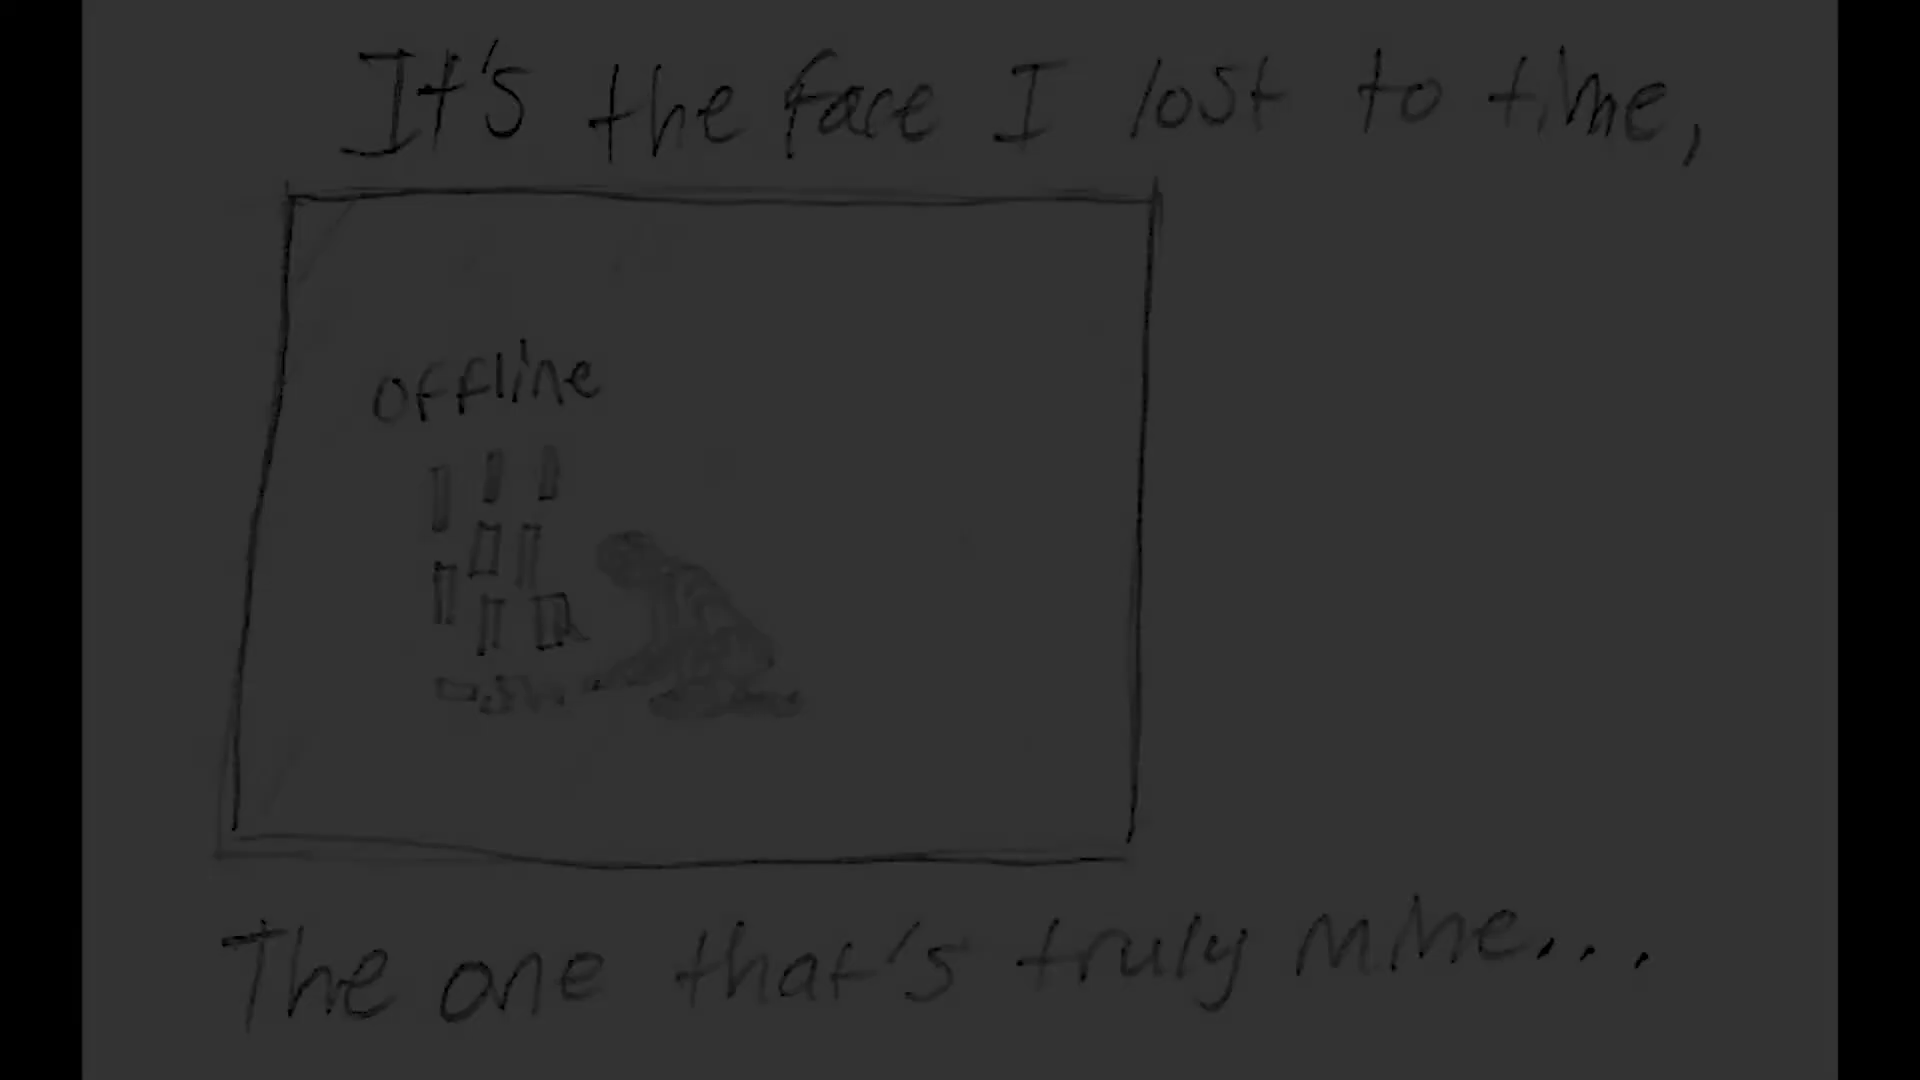 It's the face I lost to time,
offline
The one that's truly mine...